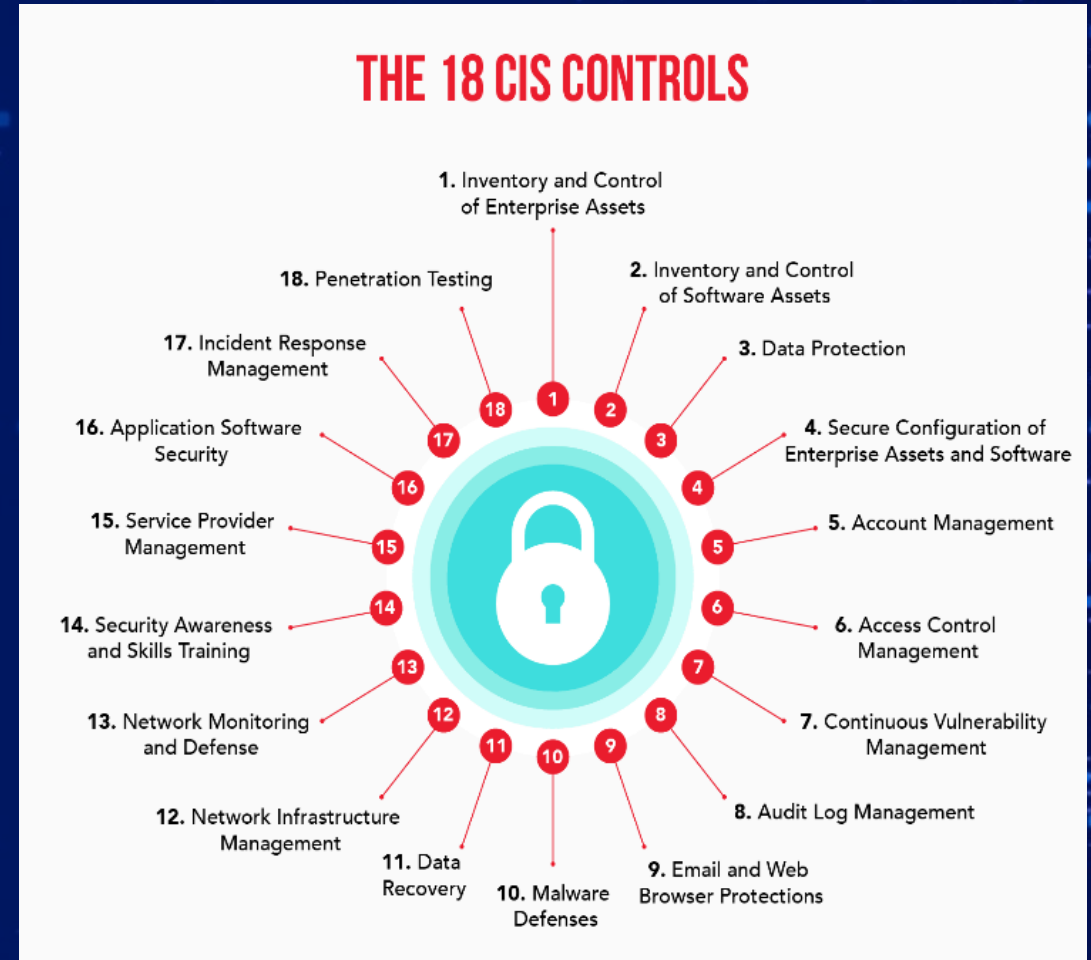 THE 18 CIS CONTROLS
1. Inventory and Control
of Enterprise Assets
2. Inventory and Control
of Software Assets
3. Data Protection
4. Secure Configuration of
Enterprise Assets and Software
5. Account Management
6. Access Control
Management
7. Continuous Vulnerability
Management
8. Audit Log Management
9. Email and Web
Browser Protections
10. Malware
Defenses
11. Data
Recovery
12. Network Infrastructure
Management
13. Network Monitoring
and Defense
14. Security Awareness
and Skills Training
15. Service Provider
Management
16. Application Software
Security
17. Incident Response
Management
18. Penetration Testing
1
2
3
4
5
6
7
8
9
10
11
12
13
14
15
16
17
18